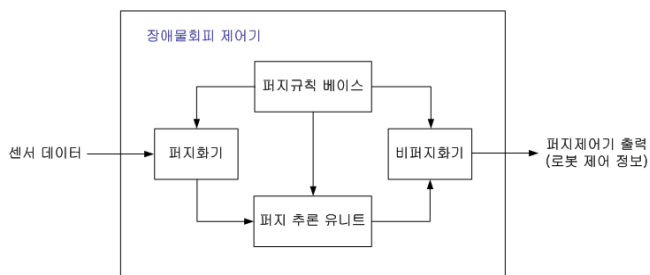 장애물회피 제어기
퍼지규칙 베이스
센서 데이터
퍼지화기
비퍼지화기
퍼지제어기 출력
(로봇 제어 정보)
퍼지 추론 유니트